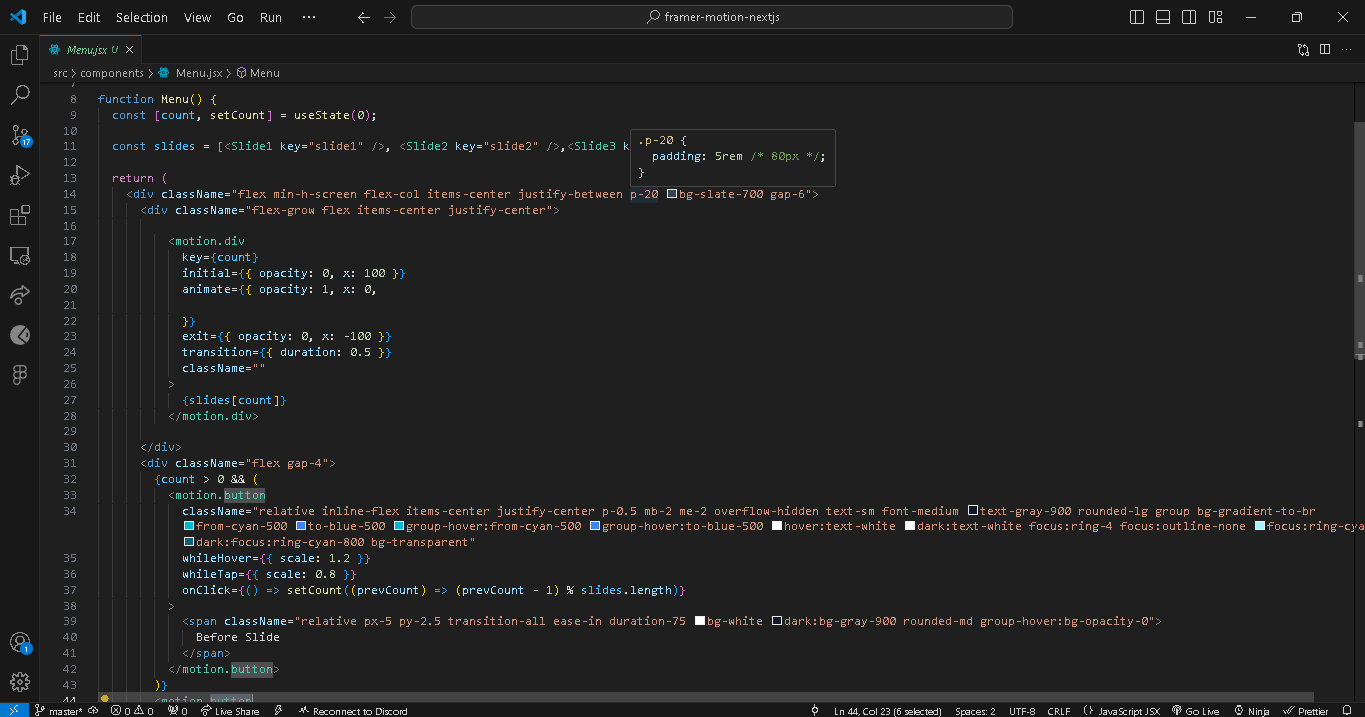 File Edit Selection View Go Run ··· framer-motion-nextjs
Menu.jsx U
src > components > Menu.jsx > Menu
7
8 function Menu() {
9 const [count, setCount] = useState(0);
10
11 const slides = [<Slide1 key="slide1" />, <Slide2 key="slide2" />,<Slide3 k
.p-20 {
padding: 5rem /* 80px */;
}
12
13 return (
14 <div className="flex min-h-screen flex-col items-center justify-between p-20 bg-slate-700 gap-6">
15 <div className="flex-grow flex items-center justify-center">
16
17 <motion.div
18 key={count}
19 initial={{ opacity: 0, x: 100 }}
20 animate={{ opacity: 1, x: 0,
21
22 }}
23 exit={{ opacity: 0, x: -100 }}
24 transition={{ duration: 0.5 }}
25 className=""
26 >
27 {slides[count]}
28 </motion.div>
29
30 </div>
31 <div className="flex gap-4">
32 {count > 0 && (
33 <motion.button
34 className="relative inline-flex items-center justify-center p-0.5 mb-2 me-2 overflow-hidden text-sm font-medium text-gray-900 rounded-lg group bg-gradient-to-br
from-cyan-500 to-blue-500 group-hover:from-cyan-500 group-hover:to-blue-500 hover:text-white dark:text-white focus:ring-4 focus:outline-none focus:ring-cya
dark:focus:ring-cyan-800 bg-transparent"
35 whileHover={{ scale: 1.2 }}
36 whileTap={{ scale: 0.8 }}
37 onClick={() => setCount((prevCount) => (prevCount - 1) % slides.length)}
38 >
39 <span className="relative px-5 py-2.5 transition-all ease-in duration-75 bg-white dark:bg-gray-900 rounded-md group-hover:bg-opacity-0">
40 Before Slide
41 </span>
42 </motion.button>
43 )}
44 <motion.button
17
1
master* 0 0 0 Live Share Reconnect to Discord Ln 44, Col 23 (6 selected) Spaces: 2 UTF-8 CRLF JavaScript JSX Go Live Ninja Prettier